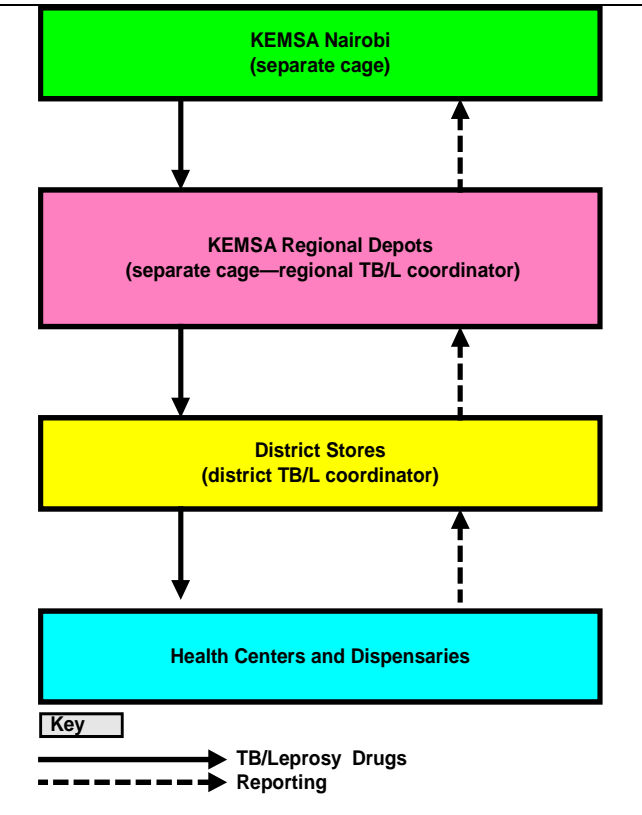 KEMSA Nairobi
(separate cage)
KEMSA Regional Depots
(separate cage—regional TB/L coordinator)
District Stores
(district TB/L coordinator)
Health Centers and Dispensaries
Key
TB/Leprosy Drugs
Reporting